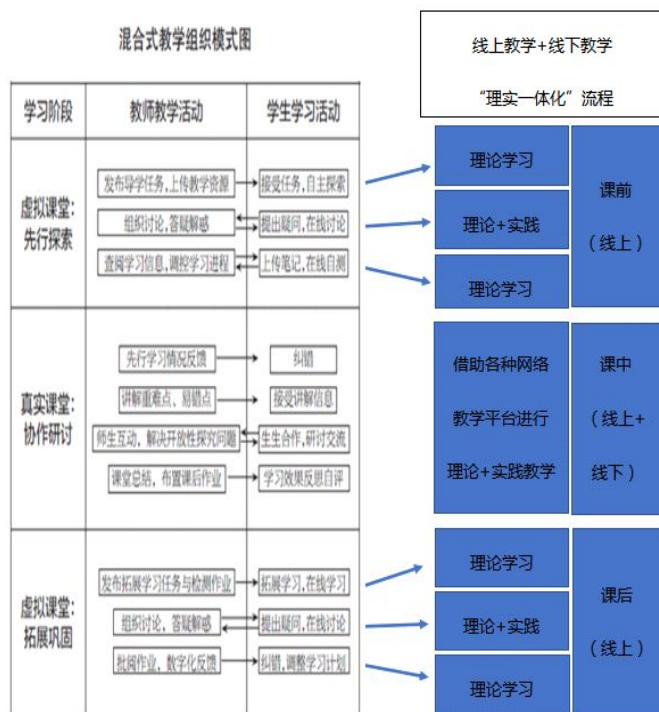 混合式教学组织模式图
线上教学+线下教学
“理实一体化”流程
学习阶段
教师教学活动
学生学习活动
虚拟课堂:
先行探索
发布导学任务,上传教学资源
接受任务,自主探索
组织讨论,答疑解惑
提出疑问,在线讨论
查阅学习信息,调控学习进程
上传笔记,在线自测
理论学习
理论+实践
理论学习
课前
(线上)
真实课堂:
协作研讨
先行学习情况反馈
纠错
讲解重难点、易错点
接受讲解信息
师生互动,解决开放性探究问题
生生合作,研讨交流
课堂总结,布置课后作业
学习效果反思自评
借助各种网络
教学平台进行
理论+实践教学
课中
(线上+
线下)
虚拟课堂:
拓展巩固
发布拓展学习任务与检测作业
拓展学习,在线学习
组织讨论,答疑解惑
提出疑问,在线讨论
批阅作业,数字化反馈
纠错,调整学习计划
理论学习
理论+实践
理论学习
课后
(线上)